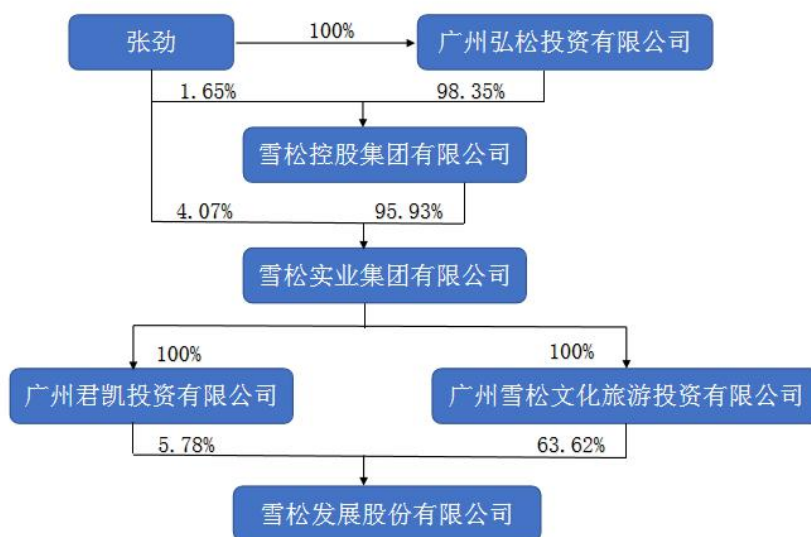 张劲
100%
广州弘松投资有限公司
1.65%
98.35%
雪松控股集团有限公司
4.07%
95.93%
雪松实业集团有限公司
100%
100%
广州君凯投资有限公司
广州雪松文化旅游投资有限公司
5.78%
63.62%
雪松发展股份有限公司